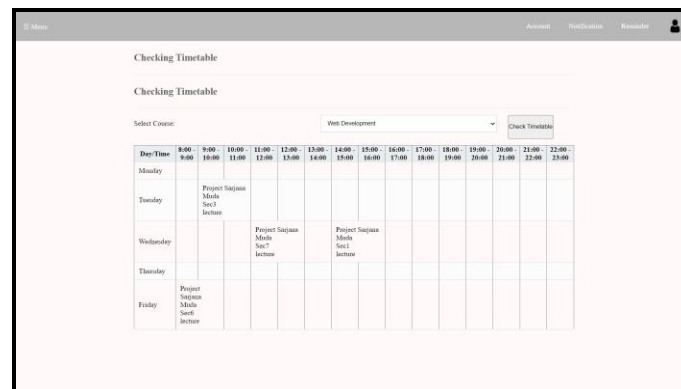 ☰ Menu
Account Notification Reminder
Checking Timetable
Checking Timetable
Select Course: Web Development Check Timetable
Day/Time 8:00 - 9:00 9:00 - 10:00 10:00 - 11:00 11:00 - 12:00 12:00 - 13:00 13:00 - 14:00 14:00 - 15:00 15:00 - 16:00 16:00 - 17:00 17:00 - 18:00 18:00 - 19:00 19:00 - 20:00 20:00 - 21:00 21:00 - 22:00 22:00 - 23:00
Monday
Tuesday
Project Sarjana
Muda
Sec3
lecture
Wednesday
Project Sarjana
Muda
Sec7
lecture
Project Sarjana
Muda
Sec1
lecture
Thursday
Friday
Project
Sarjana
Muda
Sec6
lecture